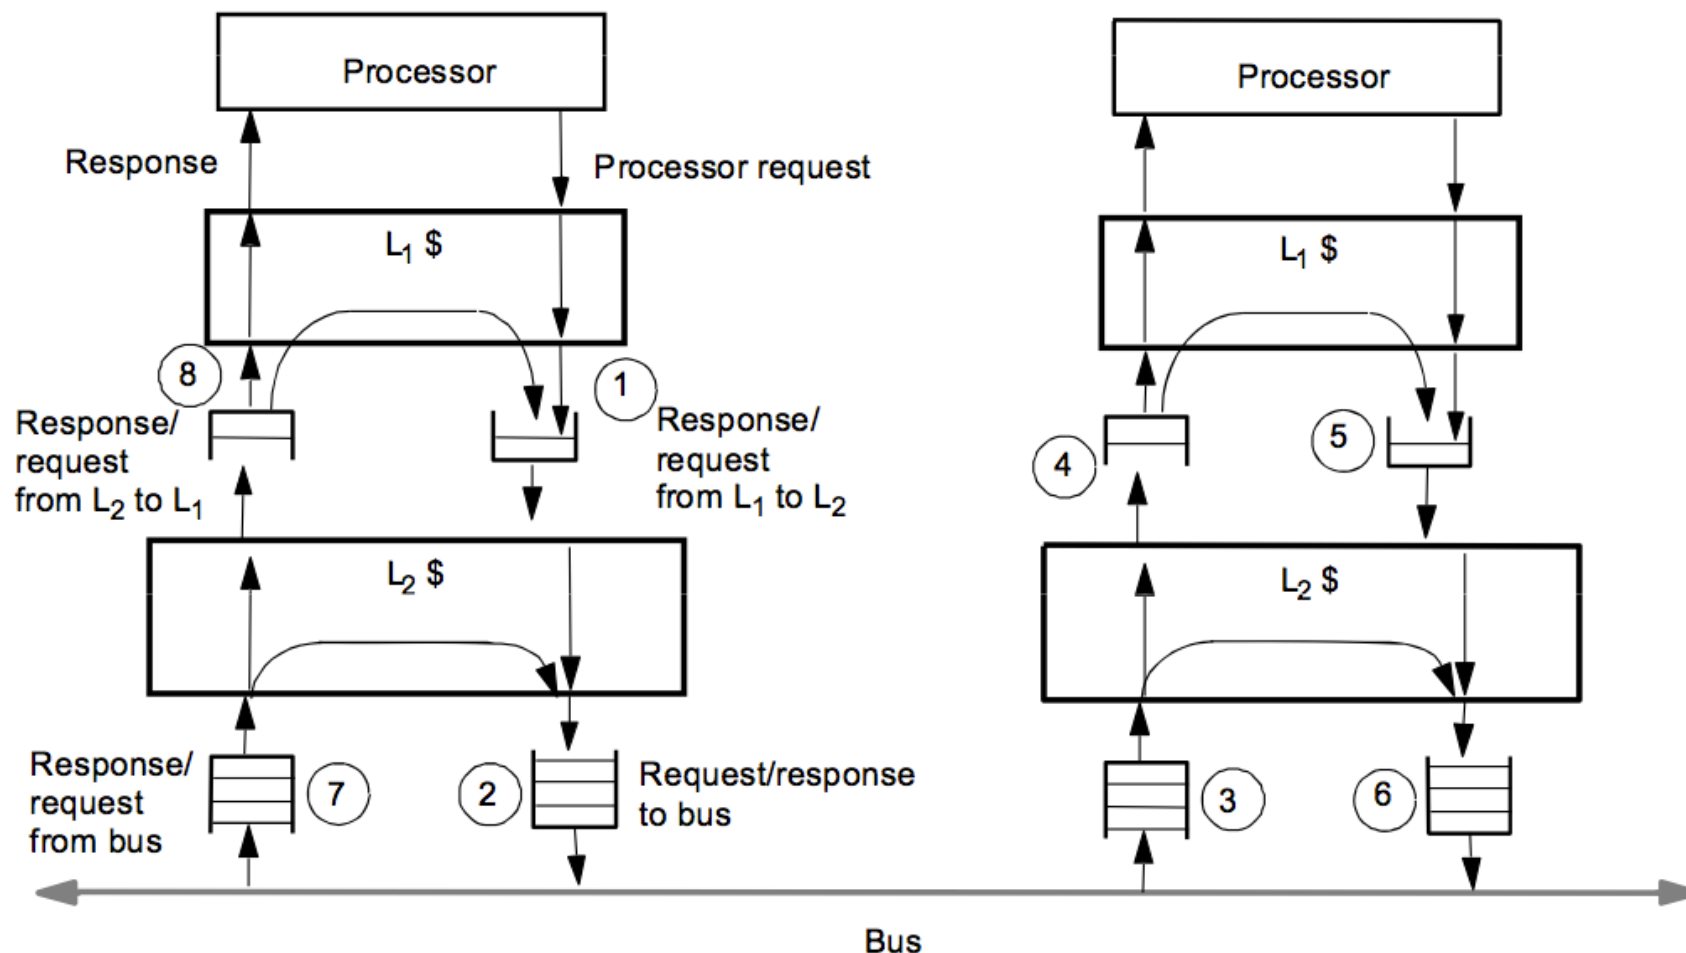 Processor
Processor
Response
Processor request
L1 $
L1 $
8
1
Response/
request
from L2 to L1
Response/
request
from L1 to L2
4
5
L2 $
L2 $
Response/
request
from bus
7
2
Request/response
to bus
3
6
Bus